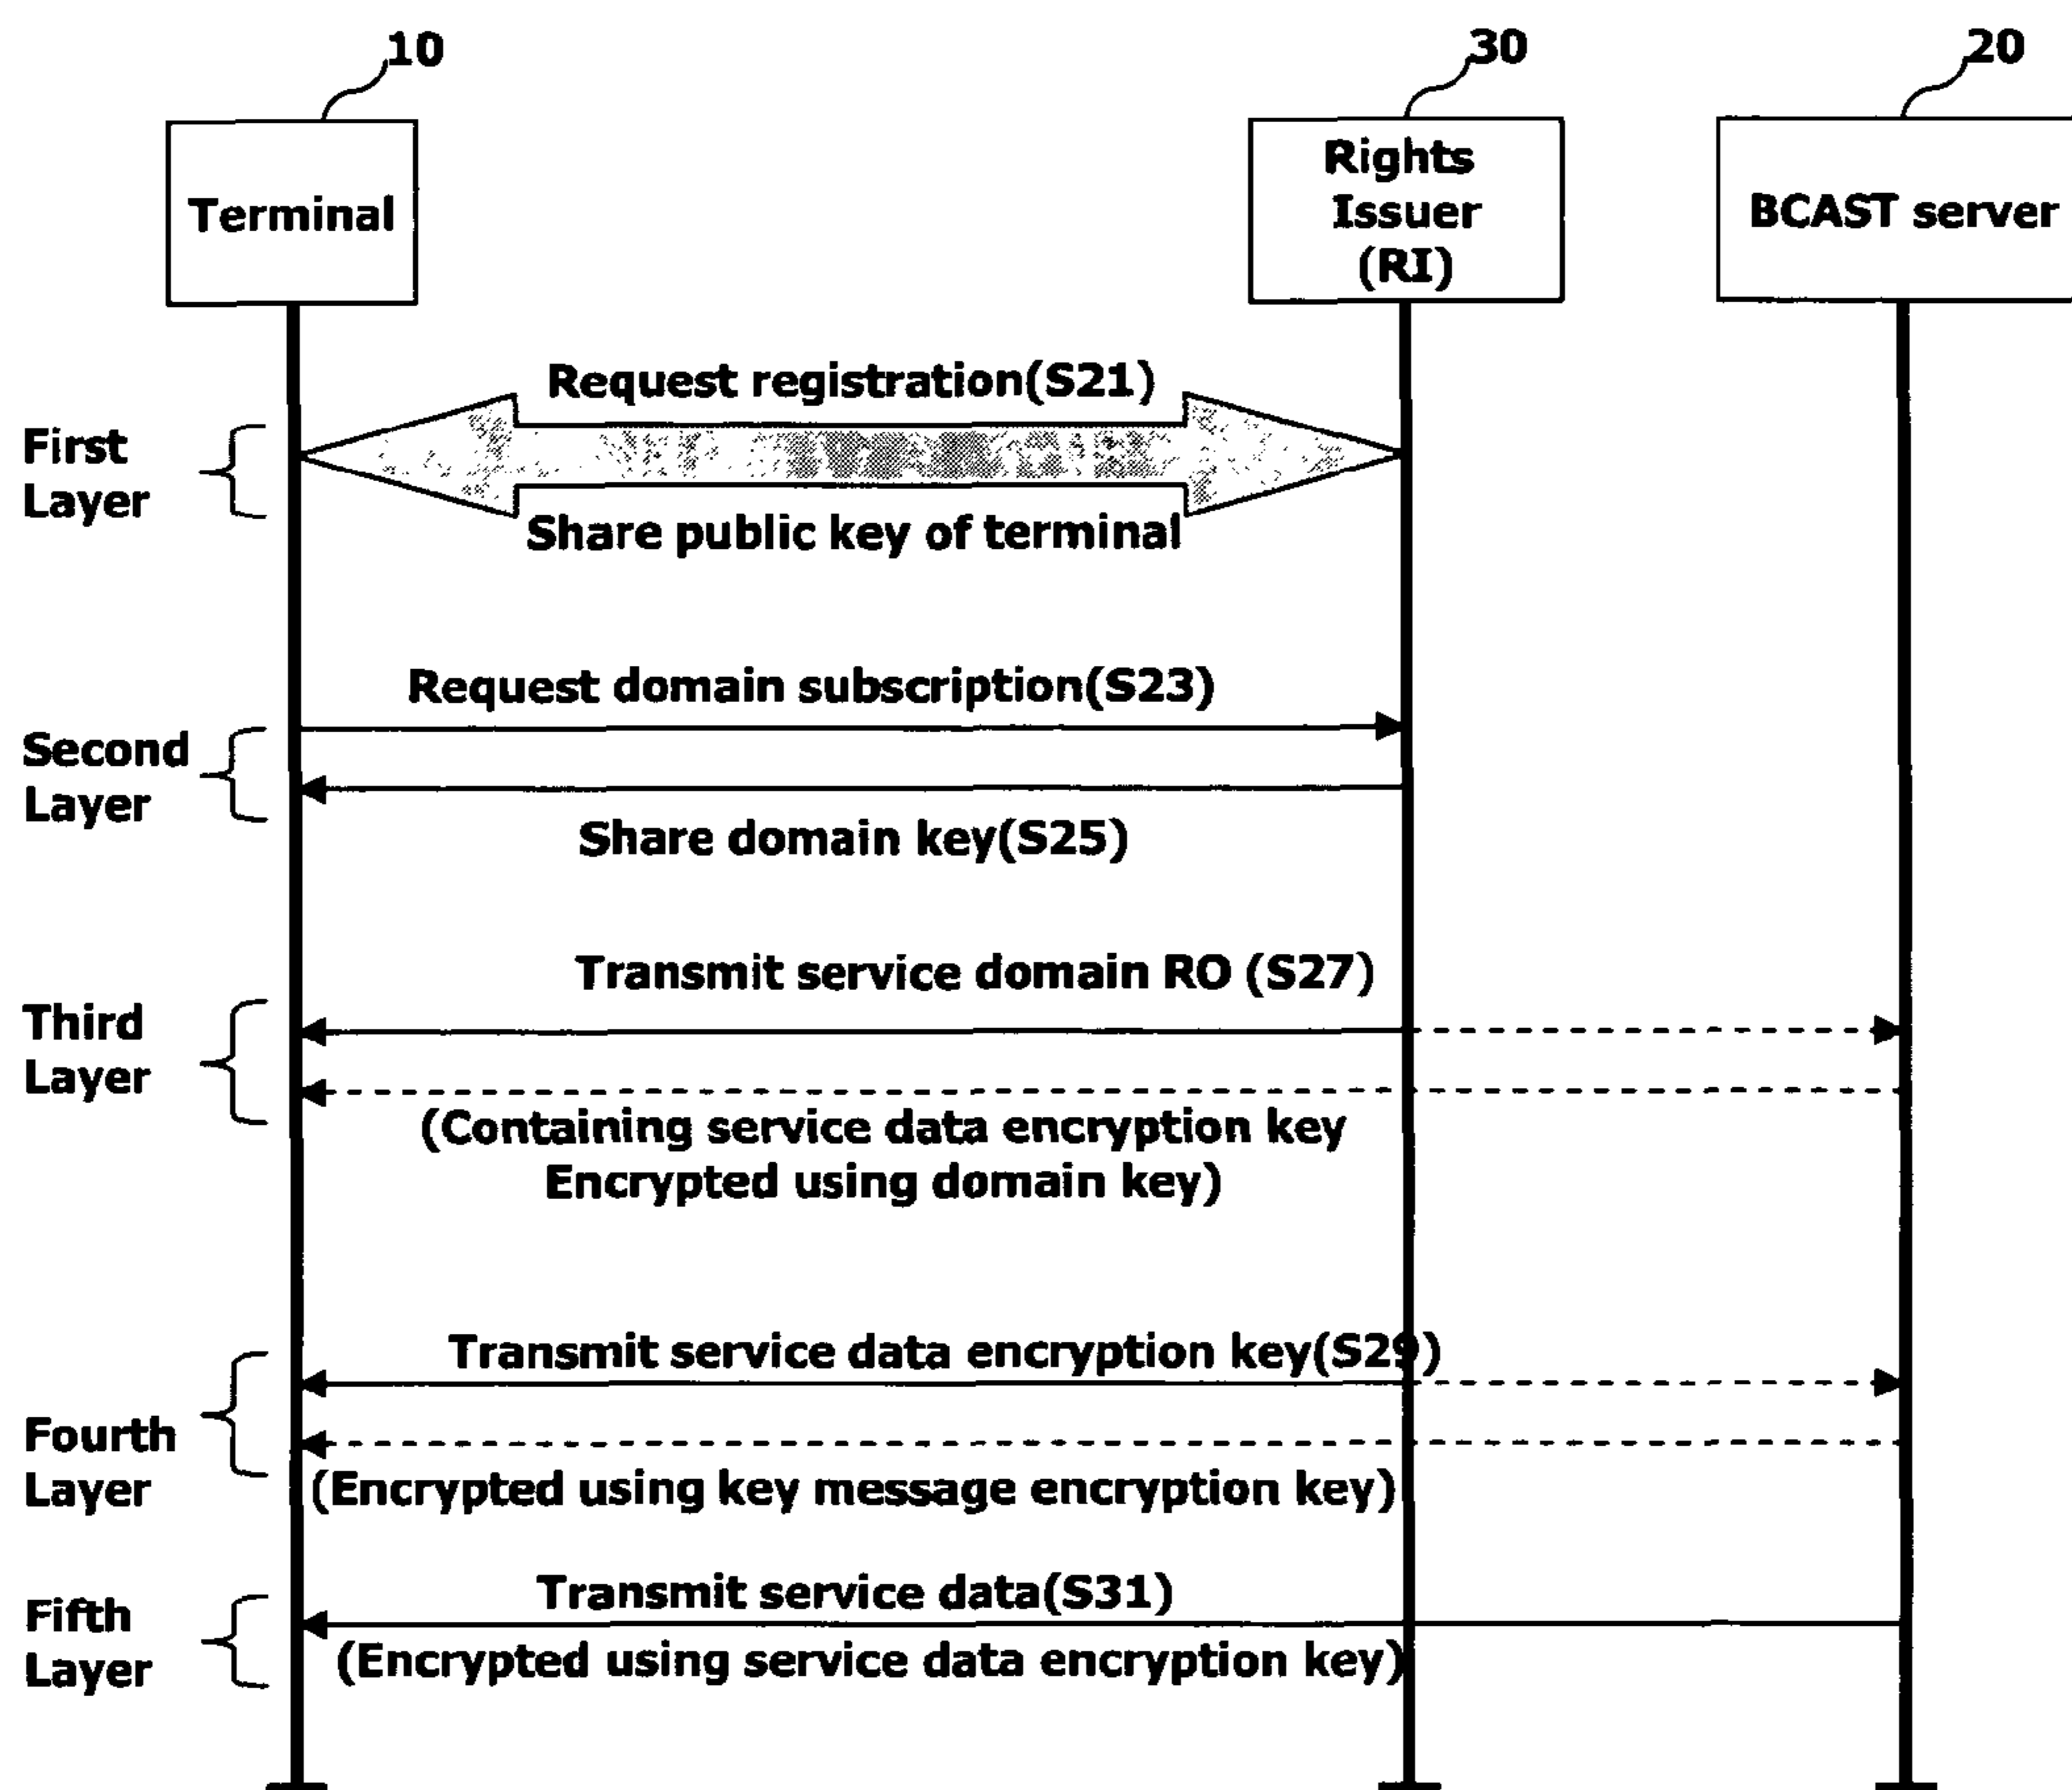 10
30
20
Terminal
Rights
Issuer
(RI)
BCAST server
Request registration(S21)
First
Layer
Share public key of terminal
Request domain subscription(S23)
Second
Layer
Share domain key(S25)
Transmit service domain RO (S27)
Third
Layer
(Containing service data encryption key
Encrypted using domain key)
Transmit service data encryption key(S29)
Fourth
Layer
(Encrypted using key message encryption key)
Transmit service data(S31)
Fifth
Layer
(Encrypted using service data encryption key)